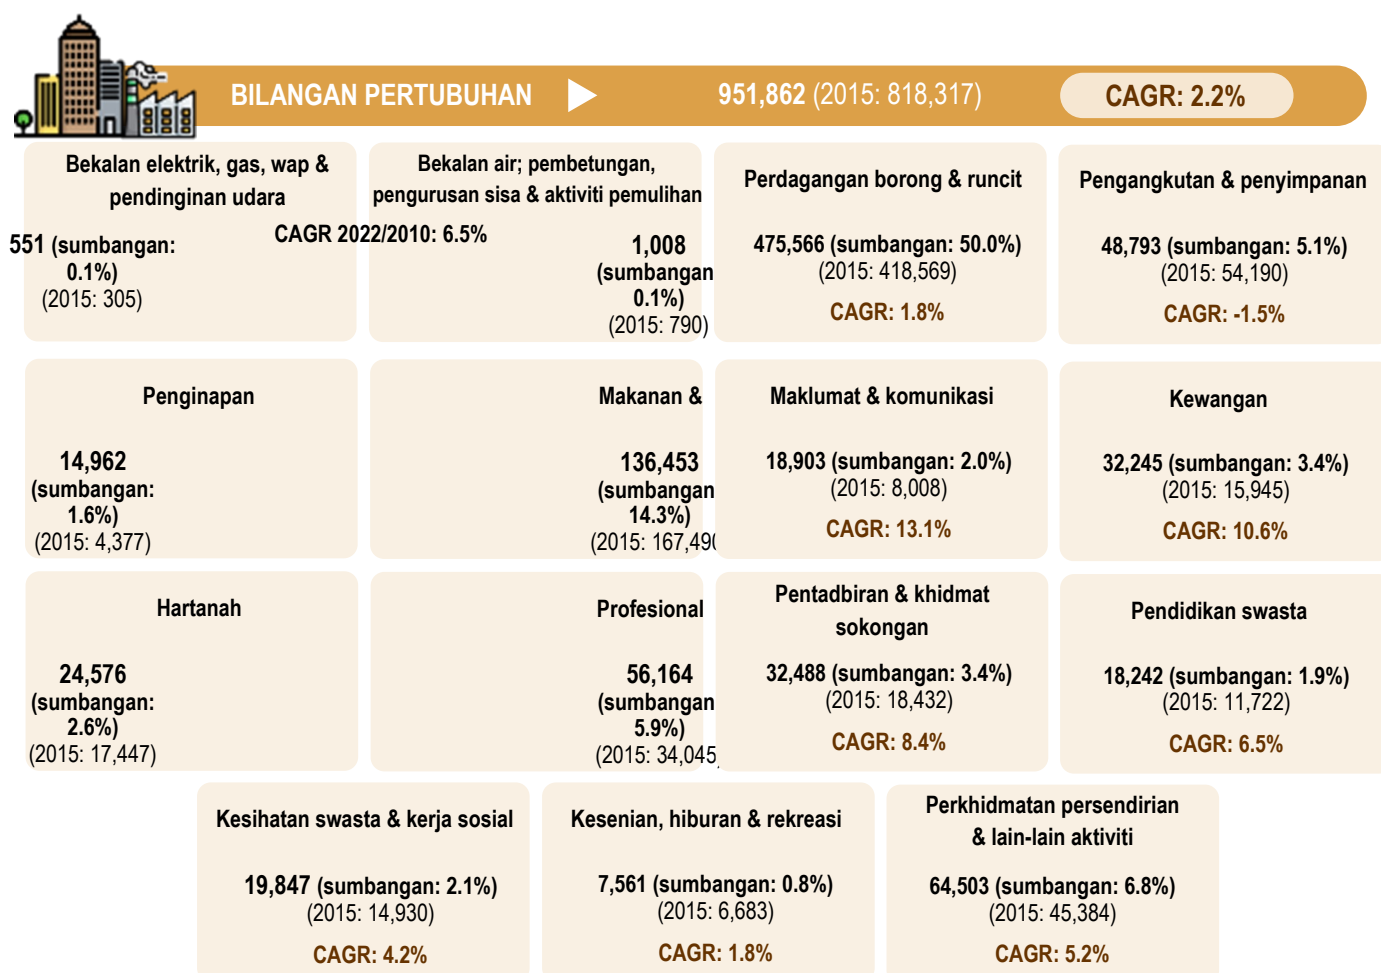 BILANGAN PERTUBUHAN
951,862 (2015: 818,317)
CAGR: 2.2%
Bekalan elektrik, gas, wap &
pendinginan udara
551 (sumbangan:
0.1%)
(2015: 305)
CAGR 2022/2010: 6.5%
Bekalan air; pembetungan,
pengurusan sisa & aktiviti pemulihan
1,008
(sumbangan
0.1%)
(2015: 790)
Perdagangan borong & runcit
475,566 (sumbangan: 50.0%)
(2015: 418,569)
CAGR: 1.8%
Pengangkutan & penyimpanan
48,793 (sumbangan: 5.1%)
(2015: 54,190)
CAGR: -1.5%
Penginapan
14,962
(sumbangan:
1.6%)
(2015: 4,377)
Makanan &
136,453
(sumbangan
14.3%)
(2015: 167,490
Maklumat & komunikasi
18,903 (sumbangan: 2.0%)
(2015: 8,008)
CAGR: 13.1%
Kewangan
32,245 (sumbangan: 3.4%)
(2015: 15,945)
CAGR: 10.6%
Hartanah
24,576
(sumbangan:
2.6%)
(2015: 17,447)
Profesional
56,164
(sumbangan
5.9%)
(2015: 34,045
Pentadbiran & khidmat
sokongan
32,488 (sumbangan: 3.4%)
(2015: 18,432)
CAGR: 8.4%
Pendidikan swasta
18,242 (sumbangan: 1.9%)
(2015: 11,722)
CAGR: 6.5%
Kesihatan swasta & kerja sosial
19,847 (sumbangan: 2.1%)
(2015: 14,930)
CAGR: 4.2%
Kesenian, hiburan & rekreasi
7,561 (sumbangan: 0.8%)
(2015: 6,683)
CAGR: 1.8%
Perkhidmatan persendirian
& lain-lain aktiviti
64,503 (sumbangan: 6.8%)
(2015: 45,384)
CAGR: 5.2%